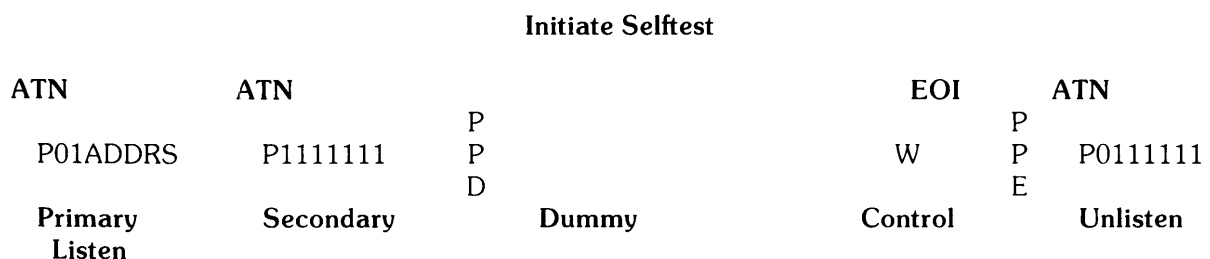 Initiate Selftest
ATN ATN EOI ATN
P P
P01ADDRS P1111111 P W P P0111111
D E
Primary Secondary Dummy Control Unlisten
Listen